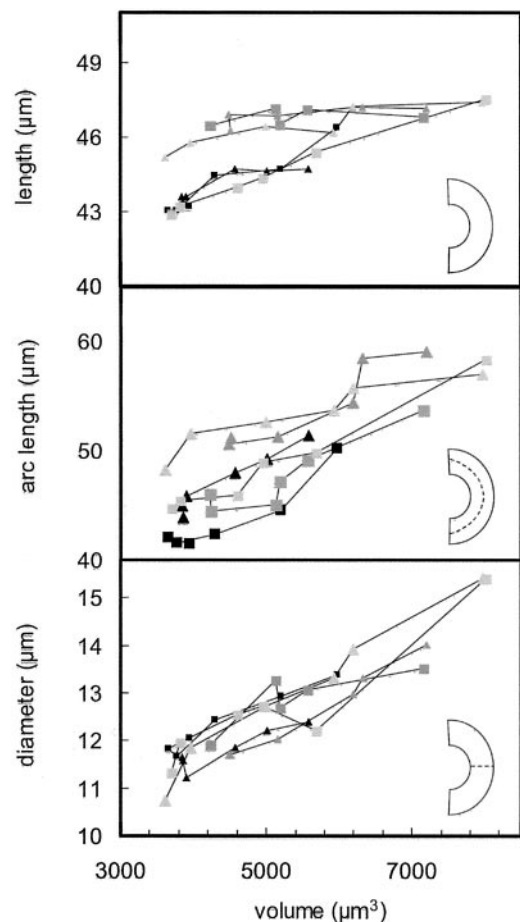 49
46
43
40
length (μm)
60
50
40
arc length (μm)
15
14
13
12
11
10
diameter (μm)
3000 5000 7000
volume (μm³)